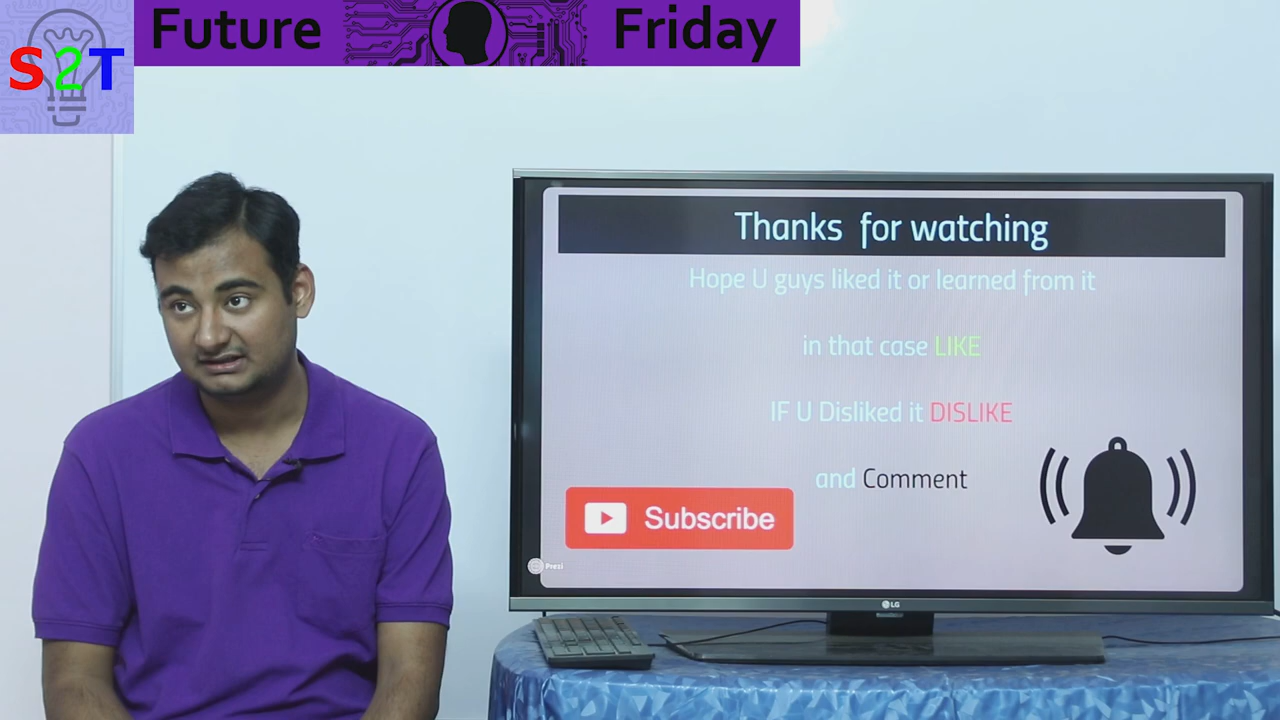 Future Friday
S2T
Thanks for watching
Hope U guys liked it or learned from it
in that case LIKE
IF U Disliked it DISLIKE
and Comment
Subscribe
Prezi
LG